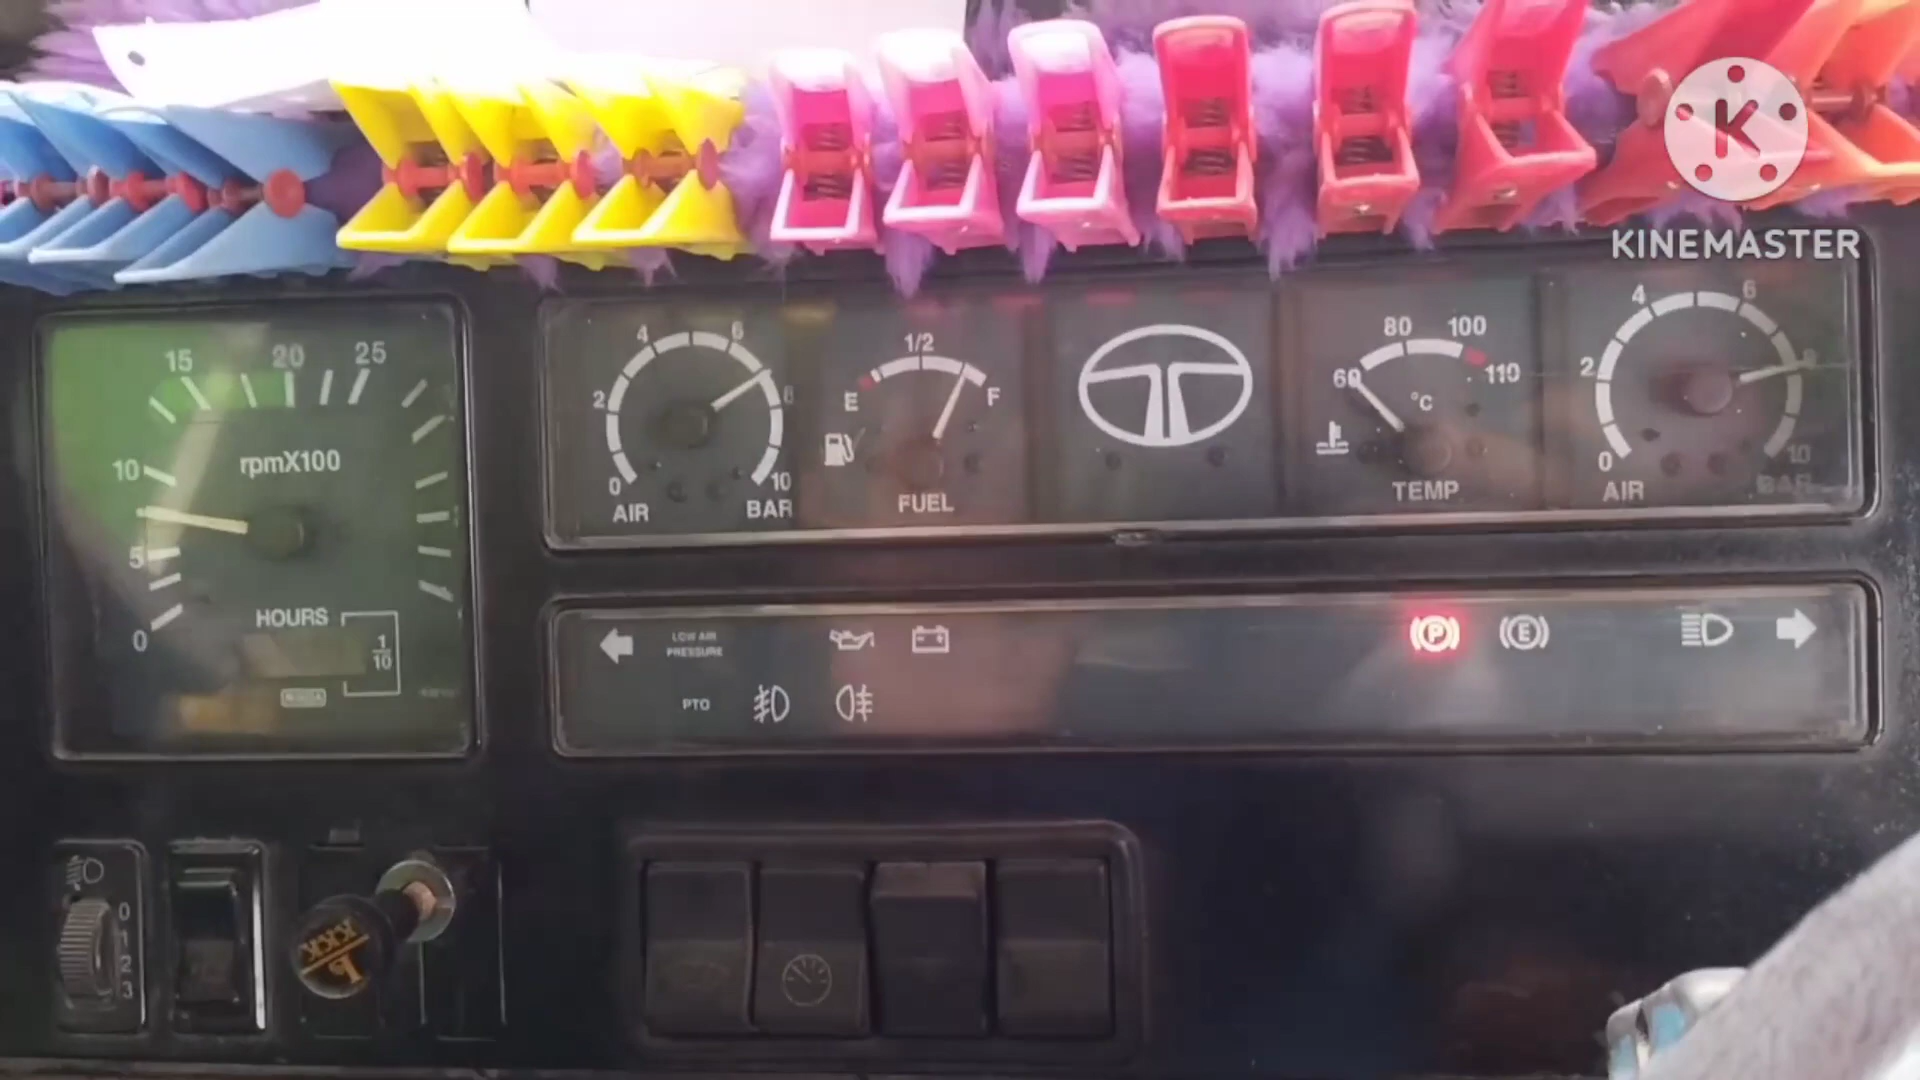 K
KINEMASTER
15 20 25
10
rpmX100
5
0
HOURS
1
10
4 6
2 8
0 10
AIR BAR
1/2
E F
FUEL
80 100
60 110
°C
TEMP
4 6
2 8
0 10
AIR BAR
LOW AIR
PRESSURE
P E
PTO
0
1
2
3
KKK